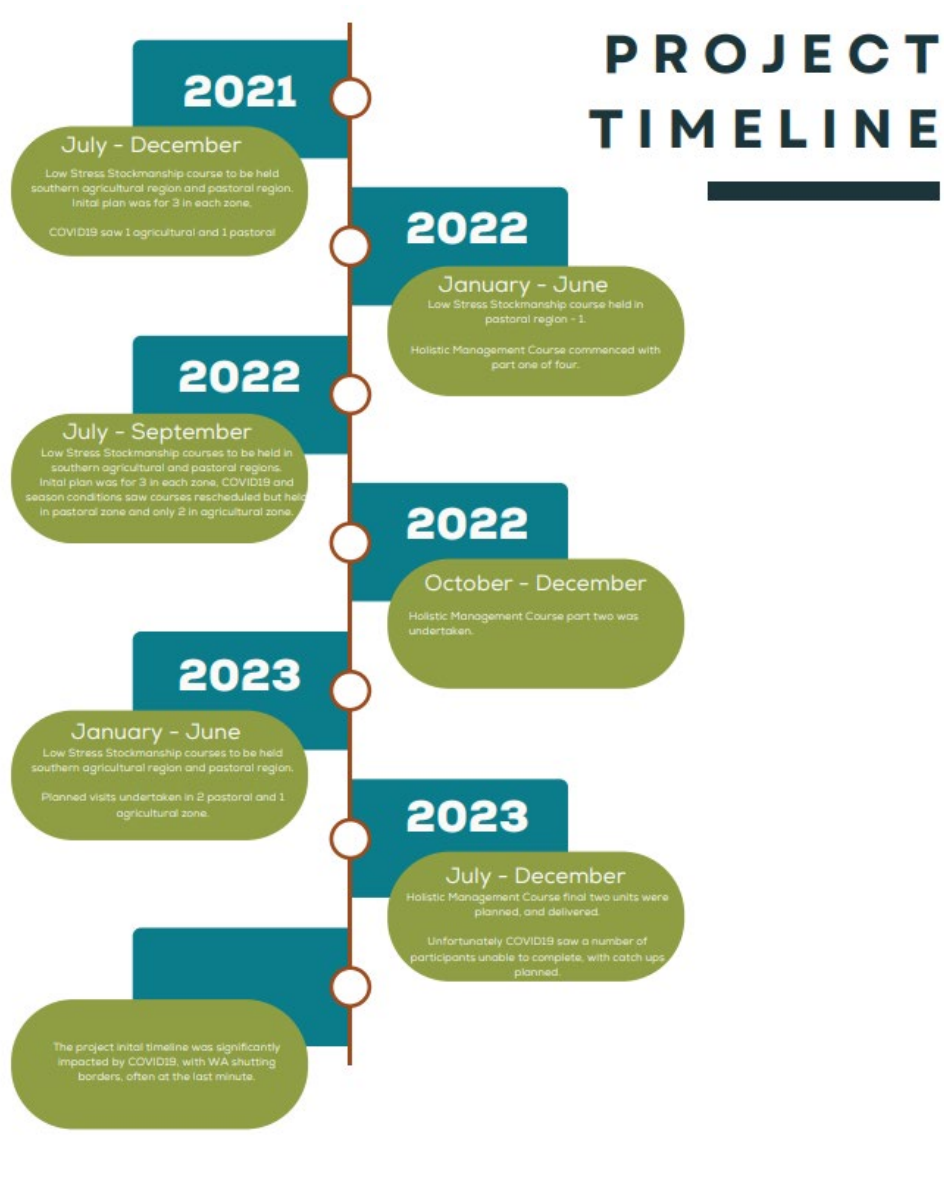 PROJECT
TIMELINE
2021
July - December
Low Stress Stockmanship course to be held
southern agricultural region and pastoral region.
Inital plan was for 3 in each zone,
COVID19 saw 1 agricultural and 1 pastoral
2022
January - June
Low Stress Stockmanship course held in
pastoral region - 1.
Holistic Management Course commenced with
part one of four.
2022
July - September
Low Stress Stockmanship courses to be held in
southern agricultural and pastoral regions.
Inital plan was for 3 in each zone, COVID19 and
season conditions saw courses rescheduled but held
in pastoral zone and only 2 in agricultural zone.
2022
October - December
Holistic Management Course part two was
undertaken.
2023
January - June
Low Stress Stockmanship courses to be held
southern agricultural region and pastoral region.
Planned visits undertaken in 2 pastoral and 1
agricultural zone.
2023
July - December
Holistic Management Course final two units were
planned, and delivered.
Unfortunately COVID19 saw a number of
participants unable to complete, with catch ups
planned.
The project inital timeline was significantly
impacted by COVID19, with WA shutting
borders, often at the last minute.